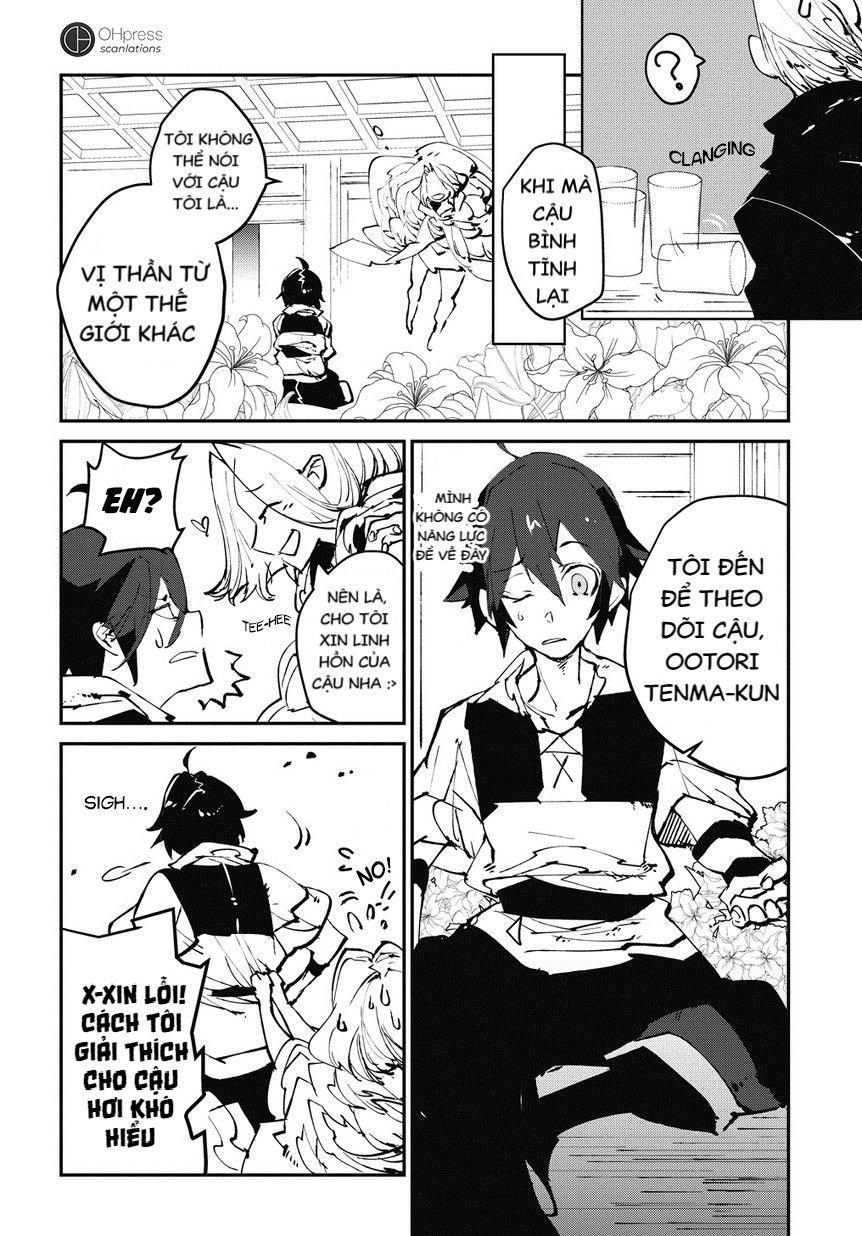 OHpress
scanlations
?
CLANGING
KHI MÀ
CẬU
BÌNH
TĨNH
LẠI
TÔI KHÔNG
THỂ NÓI
VỚI CẬU
TÔI LÀ...
VỊ THẦN TỪ
MỘT THẾ
GIỚI KHÁC
TÔI ĐẾN
ĐỂ THEO
DÕI CẬU,
OOTORI
TENMA-KUN
MÌNH
KHÔNG CÓ
NĂNG LỰC
ĐỂ VỀ ĐÂY
EH?
TEE-HEE
NÊN LÀ,
CHO TÔI
XIN LINH
HỒN CỦA
CẬU NHA :>
SIGH....
NO!
X-XIN LỖI!
CÁCH TÔI
GIẢI THÍCH
CHO CẬU
HƠI KHÓ
HIỂU